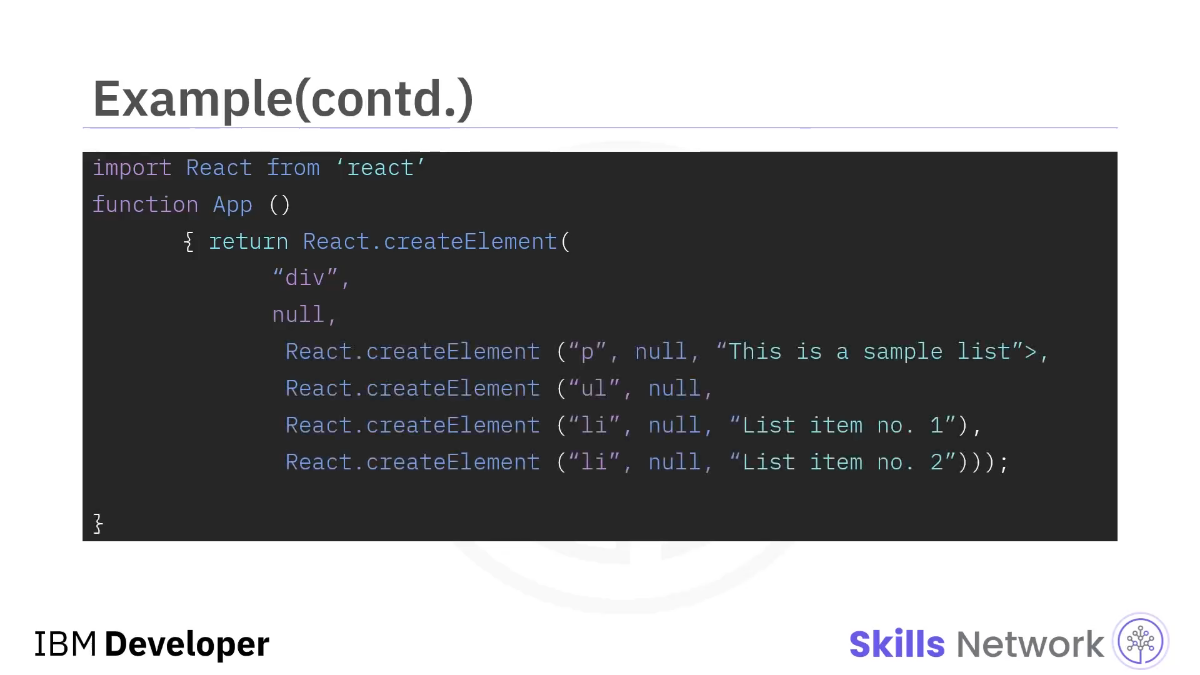 Example(contd.)
import React from ‘react’
function App ()
{ return React.createElement(
“div”,
null,
React.createElement (“p”, null, “This is a sample list”>,
React.createElement (“ul”, null,
React.createElement (“li”, null, “List item no. 1”),
React.createElement (“li”, null, “List item no. 2”)));
}
IBM Developer
Skills Network